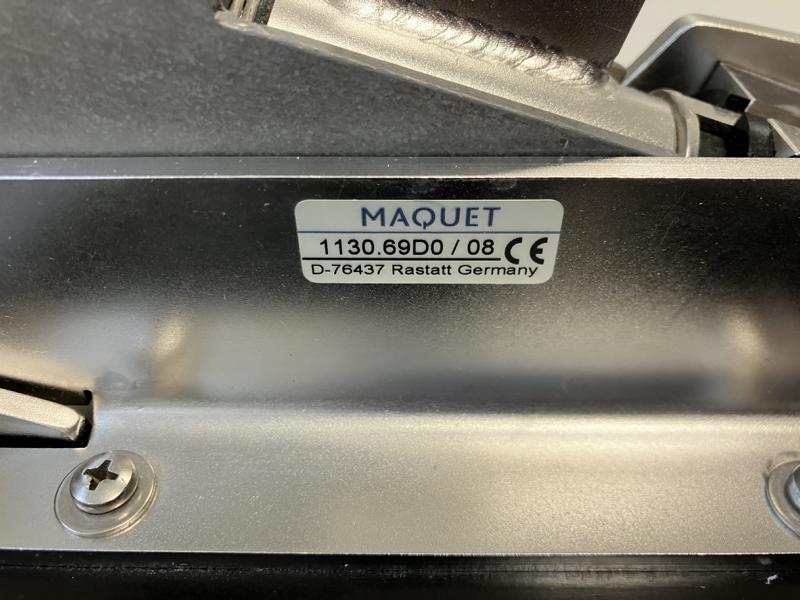 MAQUET
1130.69D0 / 08 CE
D-76437 Rastatt Germany